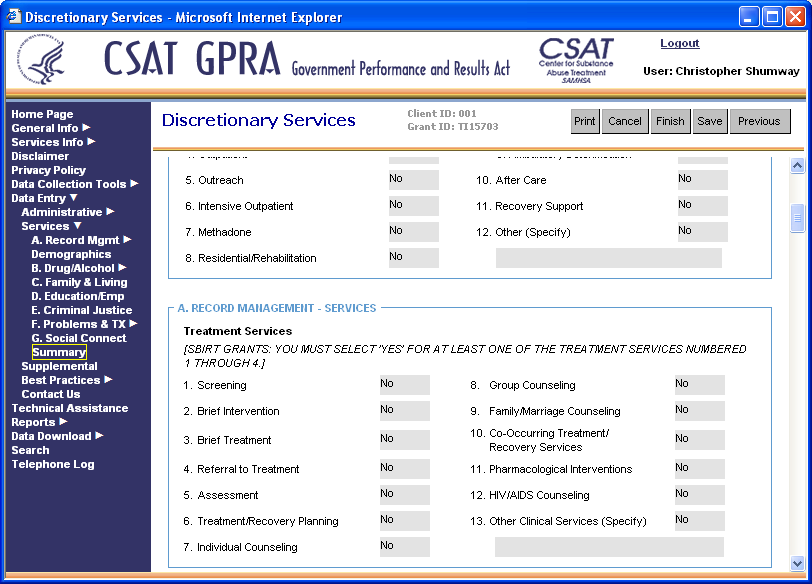 Discretionary Services - Microsoft Internet Explorer
CSAT GPRA Government Performance and Results Act
CSAT
Center for Substance
Abuse Treatment
SAMHSA
Logout
User: Christopher Shumway
Home Page
General Info
Services Info
Disclaimer
Privacy Policy
Data Collection Tools
Data Entry
Administrative
Services
A. Record Mgmt
Demographics
B. Drug/Alcohol
C. Family & Living
D. Education/Emp
E. Criminal Justice
F. Problems & TX
G. Social Connect
Summary
Supplemental
Best Practices
Contact Us
Technical Assistance
Reports
Data Download
Search
Telephone Log
Discretionary Services
Client ID: 001
Grant ID: TI15703
Print Cancel Finish Save Previous
5. Outreach No 10. After Care No
6. Intensive Outpatient No 11. Recovery Support No
7. Methadone No 12. Other (Specify) No
8. Residential/Rehabilitation No
A. RECORD MANAGEMENT - SERVICES
Treatment Services
[SBIRT GRANTS: YOU MUST SELECT 'YES' FOR AT LEAST ONE OF THE TREATMENT SERVICES NUMBERED
1 THROUGH 4.]
1. Screening No 8. Group Counseling No
2. Brief Intervention No 9. Family/Marriage Counseling No
3. Brief Treatment No 10. Co-Occurring Treatment/
Recovery Services No
4. Referral to Treatment No 11. Pharmacological Interventions No
5. Assessment No 12. HIV/AIDS Counseling No
6. Treatment/Recovery Planning No 13. Other Clinical Services (Specify) No
7. Individual Counseling No